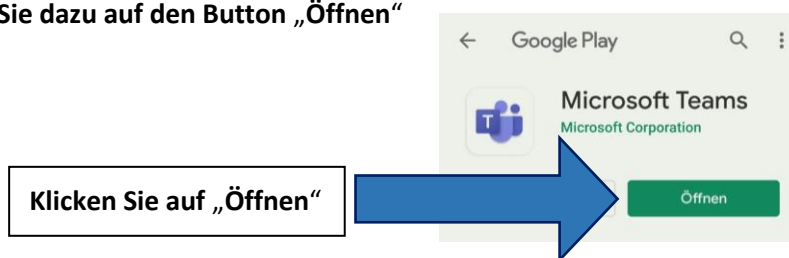 Sie dazu auf den Button „Öffnen“
Google Play
Microsoft Teams
Microsoft Corporation
Klicken Sie auf „Öffnen“
Öffnen